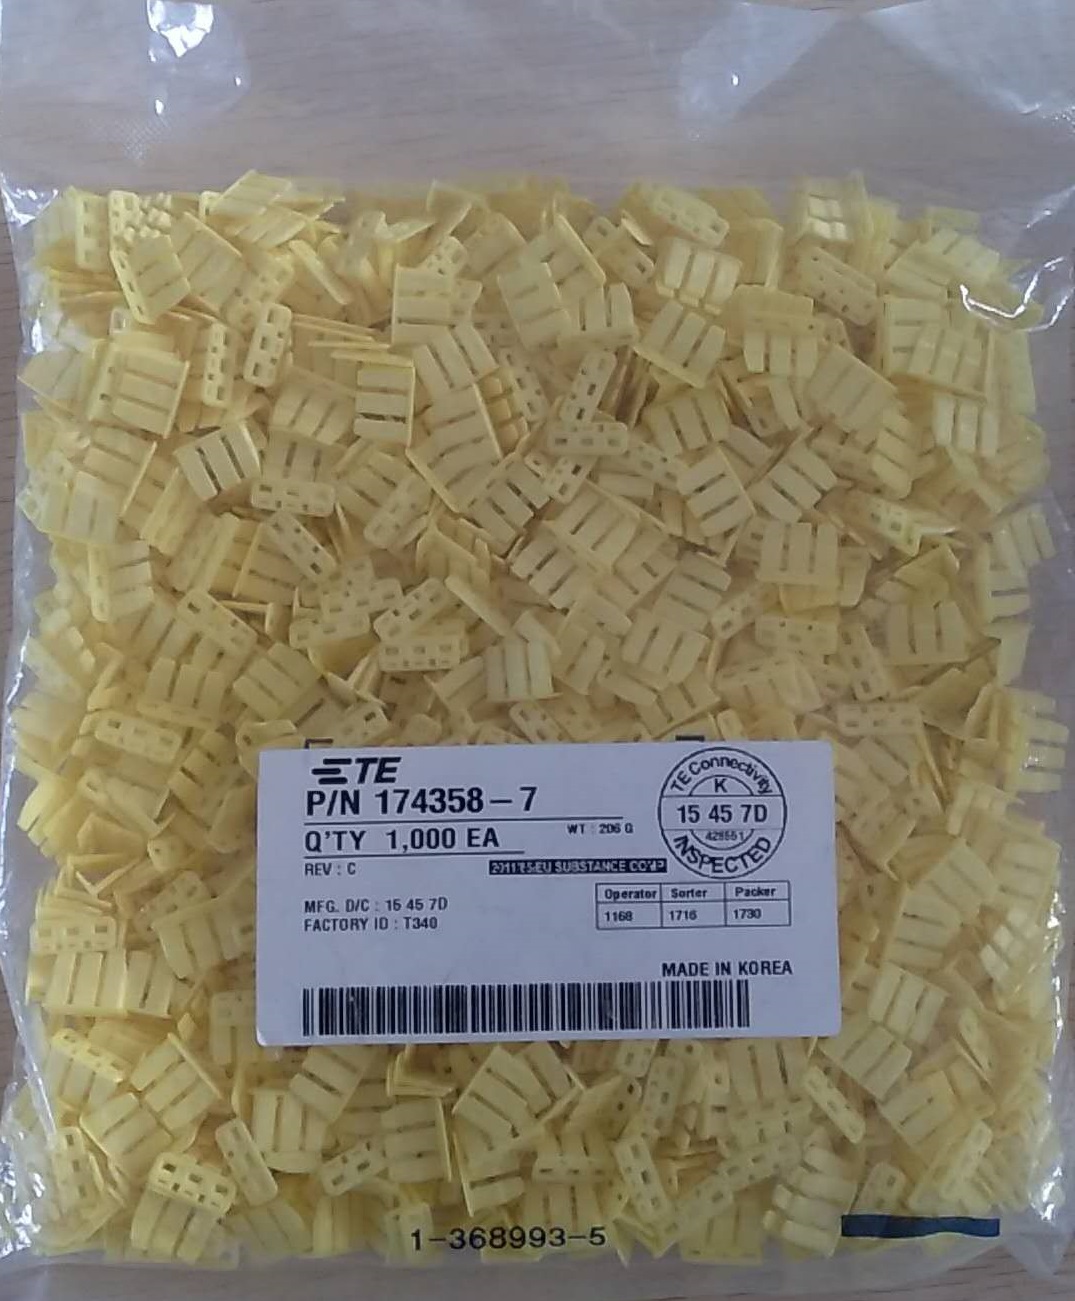 TE
P/N 174358-7
Q'TY 1,000 EA
WT : 206 G
REV : C
2011/65/EU SUBSTANCE COMP
MFG. D/C : 15 45 7D
FACTORY ID : T340
TE Connectivity
K
15 45 7D
INSPECTED
Operator Sorter Packer
1168 1716 1730
MADE IN KOREA
1-368993-5